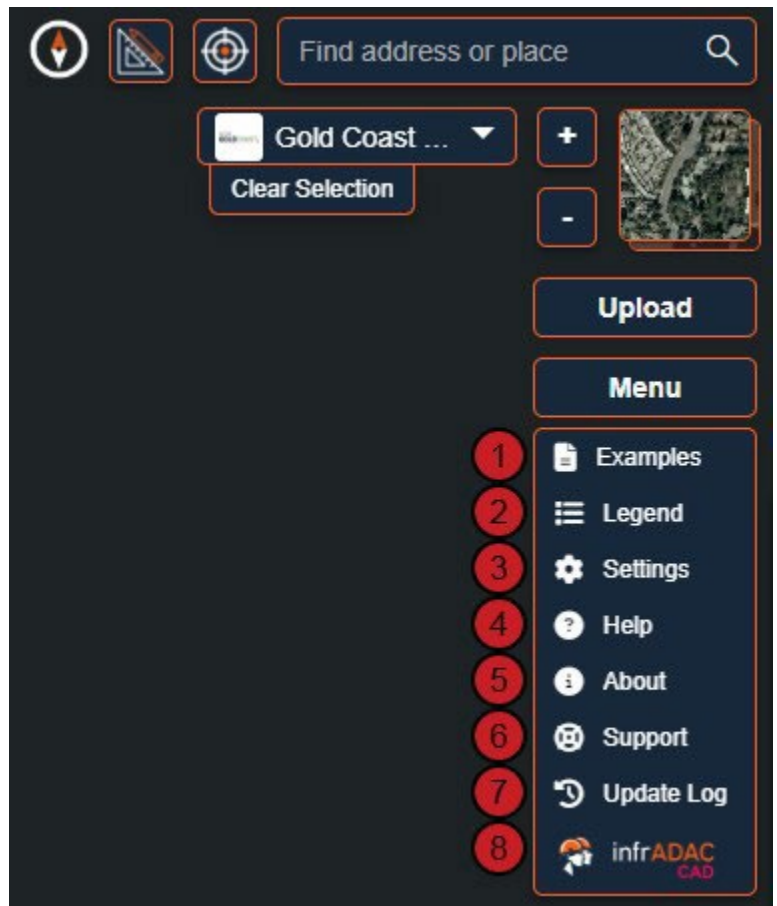 Find address or place
Gold Coast ...
+
Clear Selection
-
Upload
Menu
1 Examples
2 Legend
3 Settings
4 Help
5 About
6 Support
7 Update Log
8 infrADAC
CAD